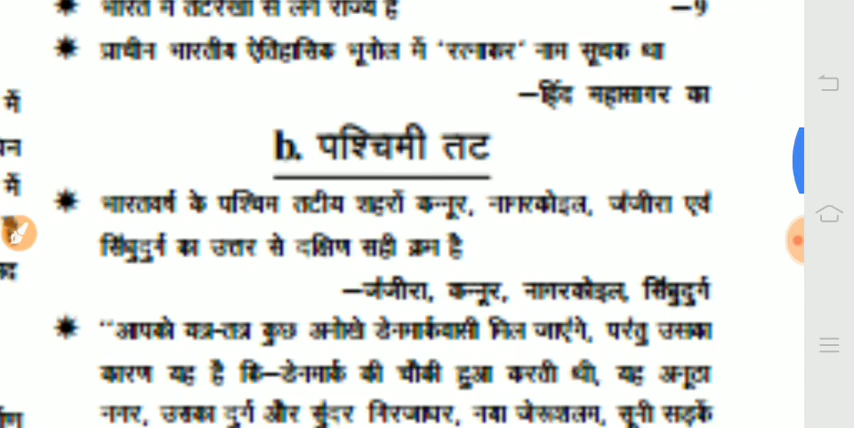 भारत में तटरेखा से लगे राज्य हैं —9
प्राचीन भारतीय ऐतिहासिक भूगोल में ‘रत्नाकर’ नाम सूचक था
—हिंद महासागर का
में
में
b. पश्चिमी तट
भारतवर्ष के पश्चिम तटीय शहरों कन्नूर, नागरकोइल, जंजीरा एवं
सिंधुदुर्ग का उत्तर से दक्षिण सही क्रम है
—जंजीरा, कन्नूर, नागरकोइल, सिंधुदुर्ग
“आपको यत्र-तत्र कुछ अनोखे डेनमार्कवासी मिल जाएंगे, परंतु उसका
कारण यह है कि—डेनमार्क की चौकी हुआ करती थी, यह अनूठा
नगर, उसका दुर्ग और सुंदर गिरजाघर, नया जेरूशलम, सूनी सड़कें